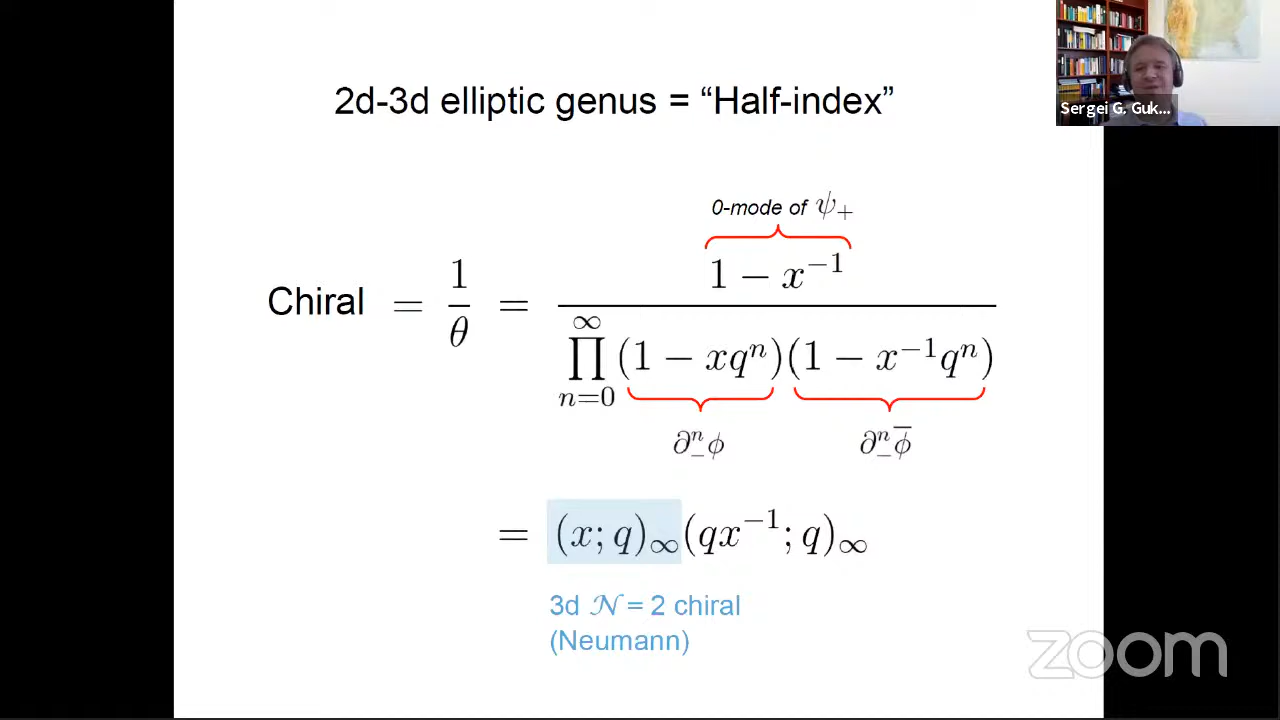 2d-3d elliptic genus = “Half-index”
Sergei G. Guk...
0-mode of ψ₊
Chiral = 1/θ = (1 − x⁻¹) / ∏_{n=0}^{∞} (1 − xqⁿ)(1 − x⁻¹qⁿ)
∂₋ⁿϕ ∂₋ⁿϕ̅
= (x; q)_∞ (qx⁻¹; q)_∞
3d 𝒩 = 2 chiral
(Neumann)
zoom